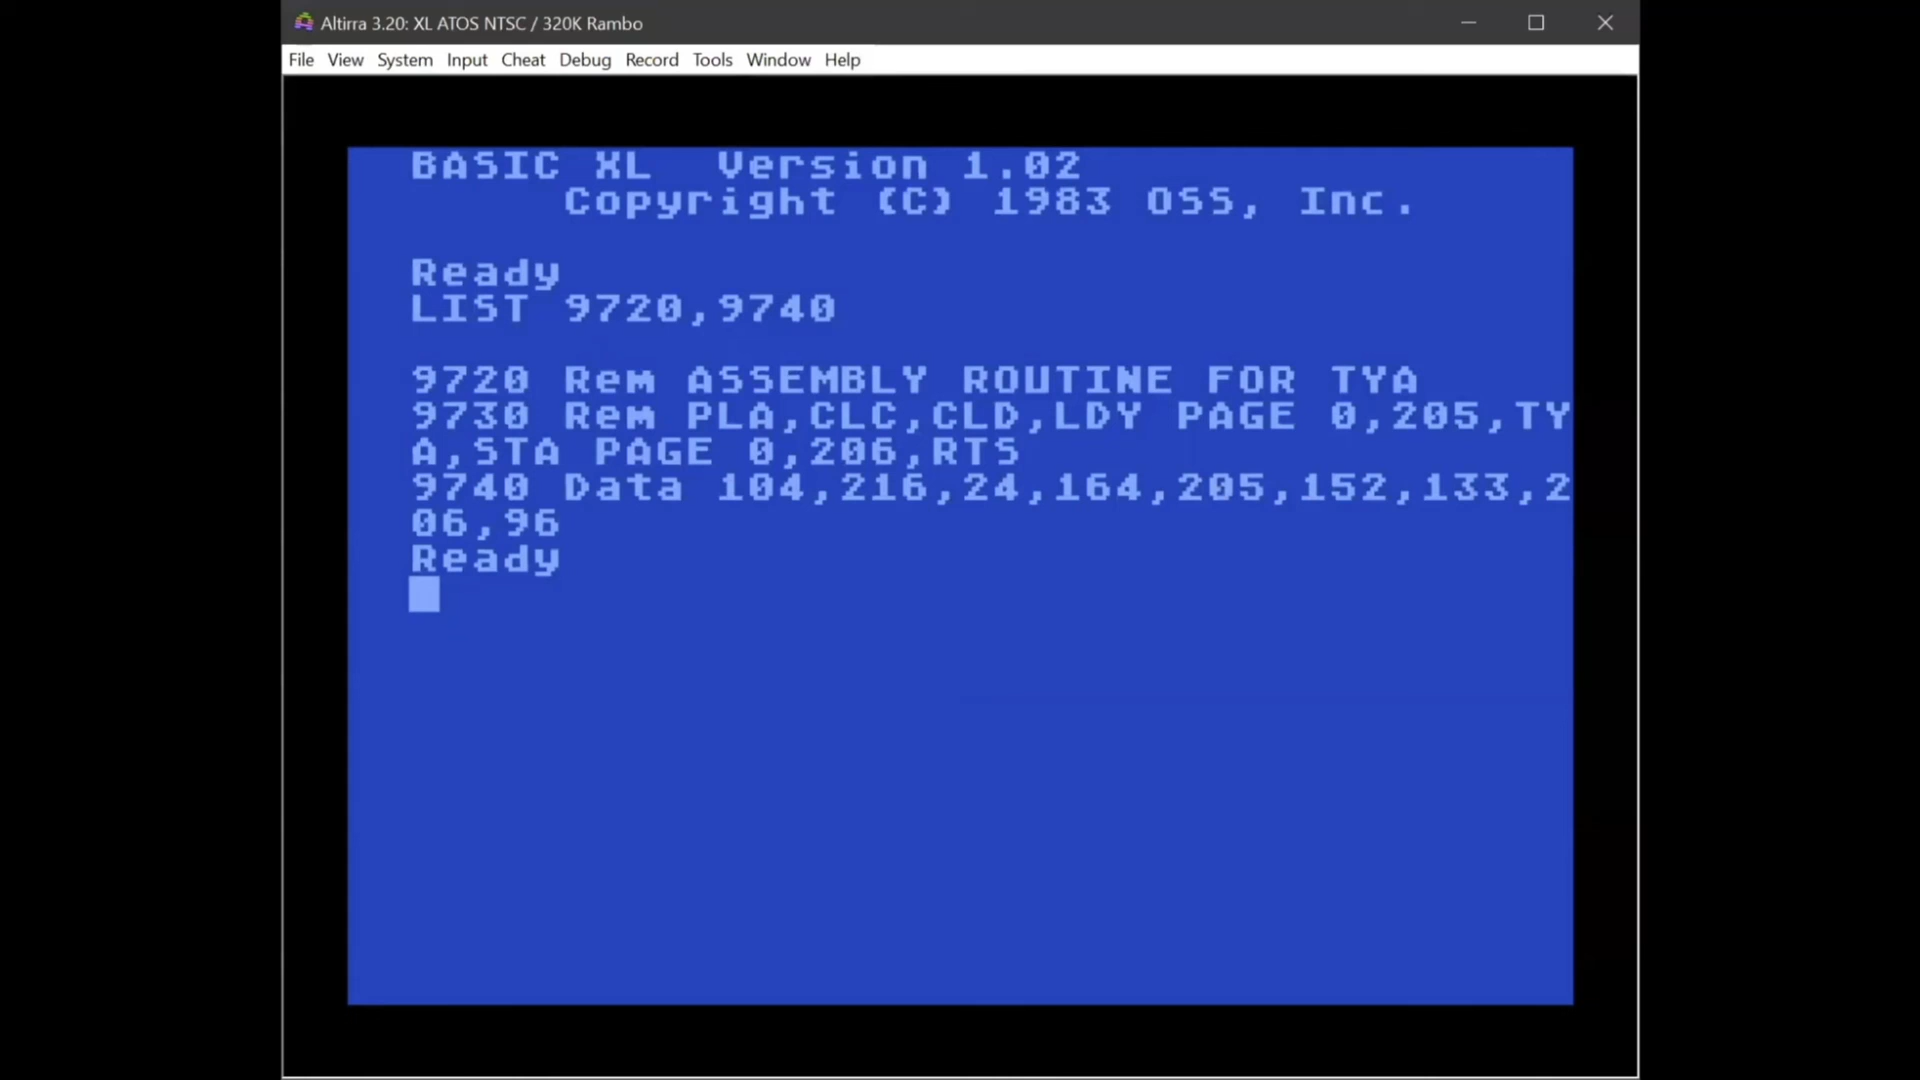 Altirra 3.20: XL ATOS NTSC / 320K Rambo
File View System Input Cheat Debug Record Tools Window Help
BASIC XL Version 1.02
Copyright (C) 1983 OSS, Inc.
Ready
LIST 9720,9740
9720 Rem ASSEMBLY ROUTINE FOR TYA
9730 Rem PLA,CLC,CLD,LDY PAGE 0,205,TY
A,STA PAGE 0,206,RTS
9740 Data 104,216,24,164,205,152,133,2
06,96
Ready